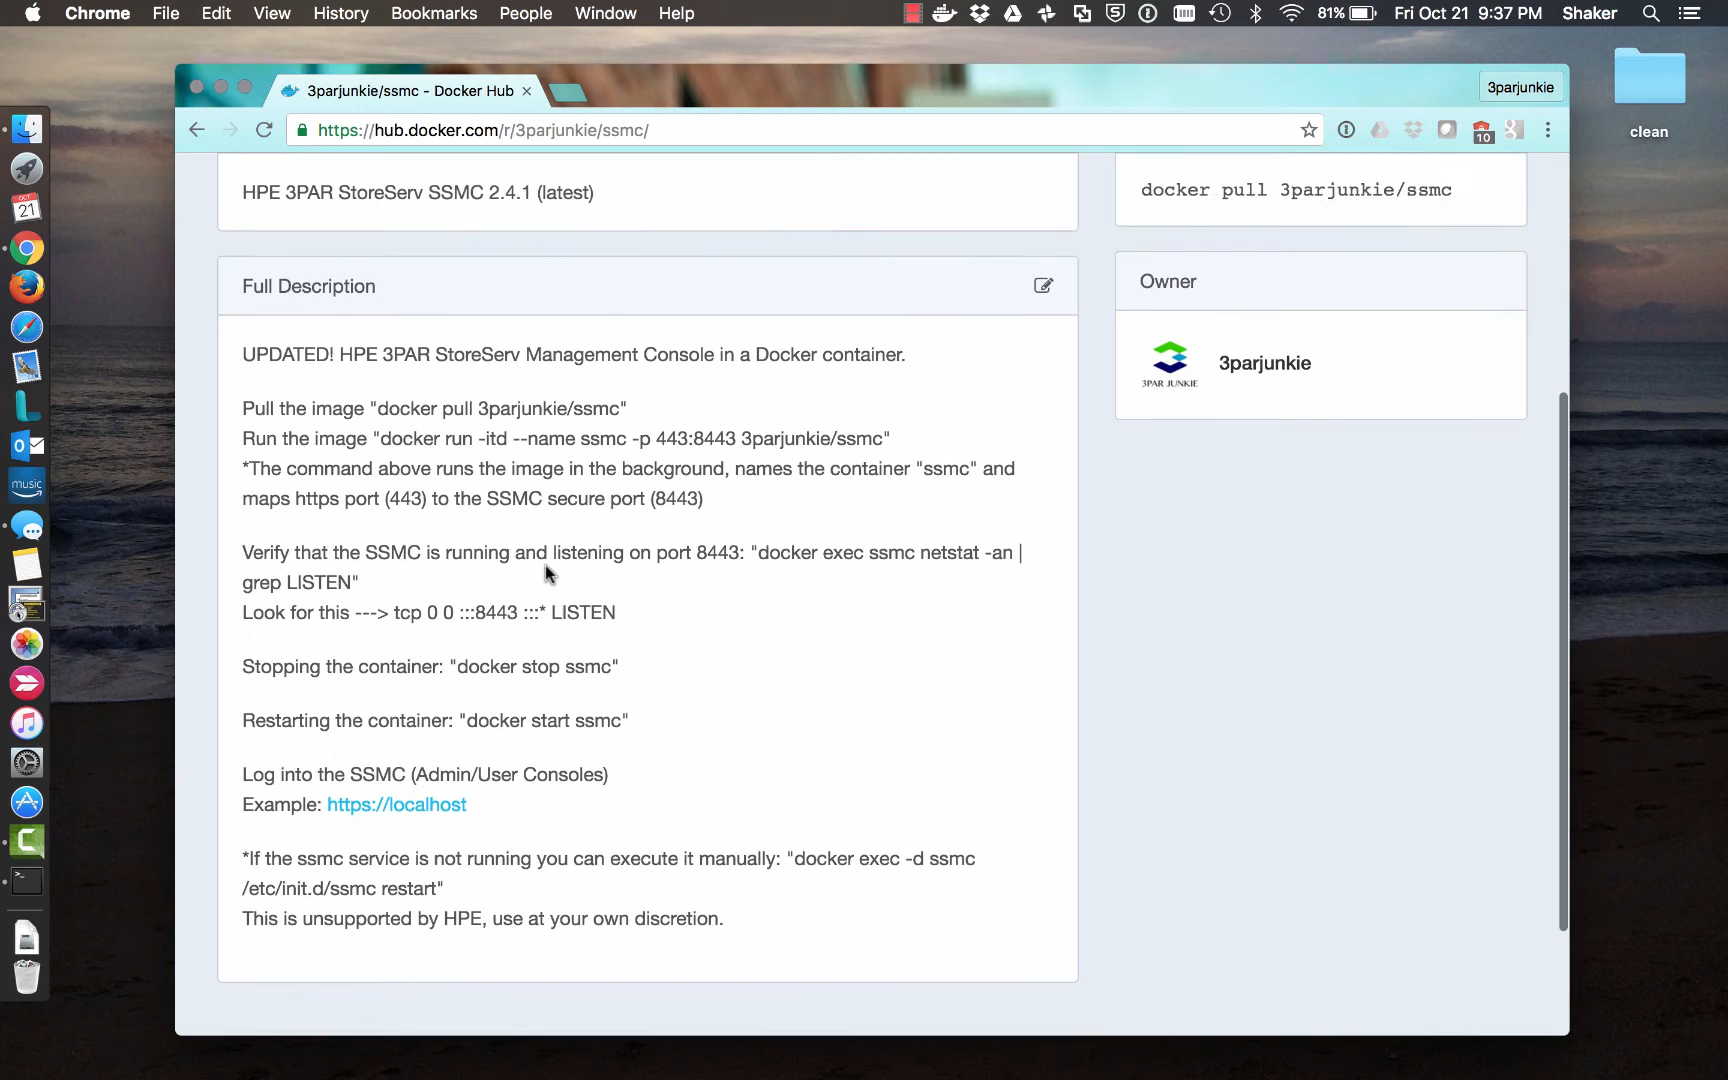 Chrome File Edit View History Bookmarks People Window Help 81% Fri Oct 21 9:37 PM Shaker
3parjunkie/ssmc - Docker Hub
3parjunkie
https://hub.docker.com/r/3parjunkie/ssmc/
10
clean
OCT
21
music
HPE 3PAR StoreServ SSMC 2.4.1 (latest)
docker pull 3parjunkie/ssmc
Full Description
UPDATED! HPE 3PAR StoreServ Management Console in a Docker container.
Pull the image "docker pull 3parjunkie/ssmc"
Run the image "docker run -itd --name ssmc -p 443:8443 3parjunkie/ssmc"
*The command above runs the image in the background, names the container "ssmc" and
maps https port (443) to the SSMC secure port (8443)
Verify that the SSMC is running and listening on port 8443: "docker exec ssmc netstat -an |
grep LISTEN"
Look for this ---> tcp 0 0 :::8443 :::* LISTEN
Stopping the container: "docker stop ssmc"
Restarting the container: "docker start ssmc"
Log into the SSMC (Admin/User Consoles)
Example: https://localhost
*If the ssmc service is not running you can execute it manually: "docker exec -d ssmc
/etc/init.d/ssmc restart"
This is unsupported by HPE, use at your own discretion.
Owner
3PAR JUNKIE
3parjunkie